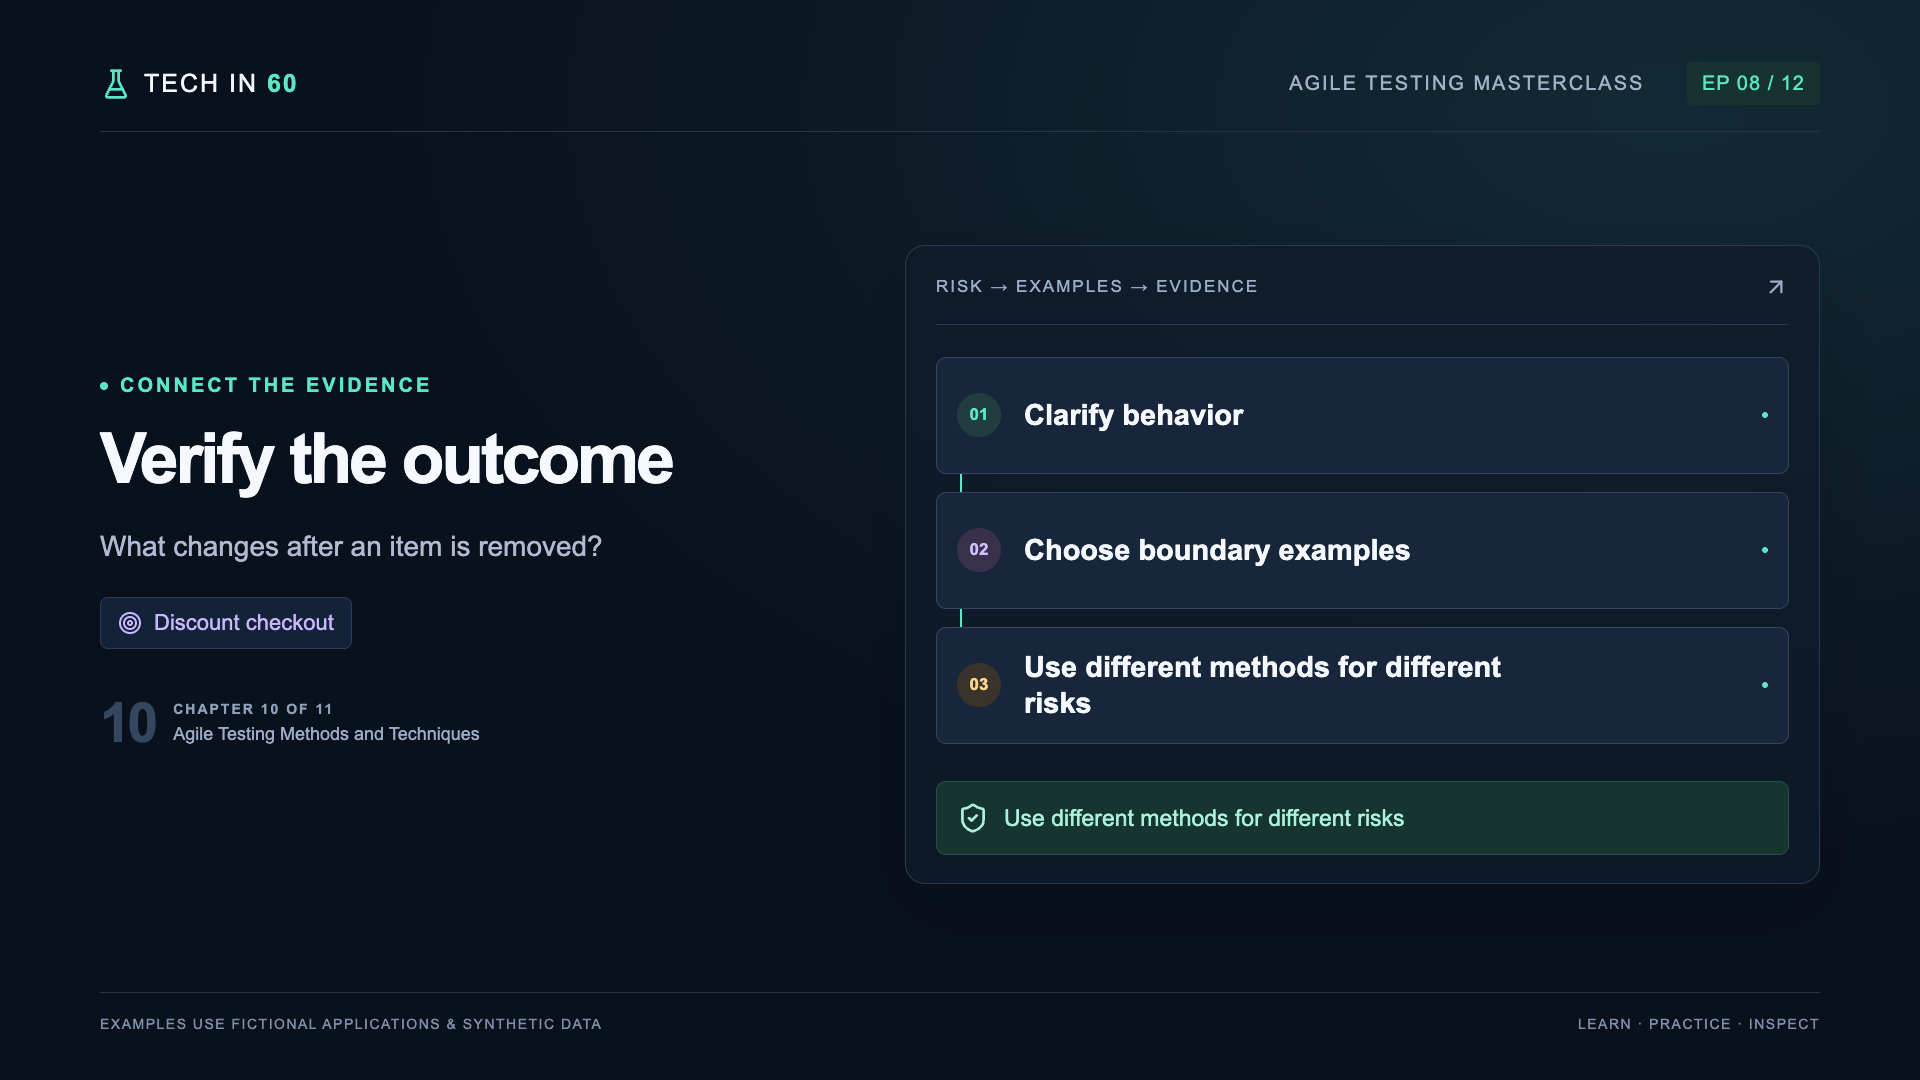 TECH IN 60
AGILE TESTING MASTERCLASS
EP 08 / 12
CONNECT THE EVIDENCE
Verify the outcome
What changes after an item is removed?
Discount checkout
10
CHAPTER 10 OF 11
Agile Testing Methods and Techniques
RISK → EXAMPLES → EVIDENCE
01
Clarify behavior
02
Choose boundary examples
03
Use different methods for different
risks
Use different methods for different risks
EXAMPLES USE FICTIONAL APPLICATIONS & SYNTHETIC DATA
LEARN · PRACTICE · INSPECT